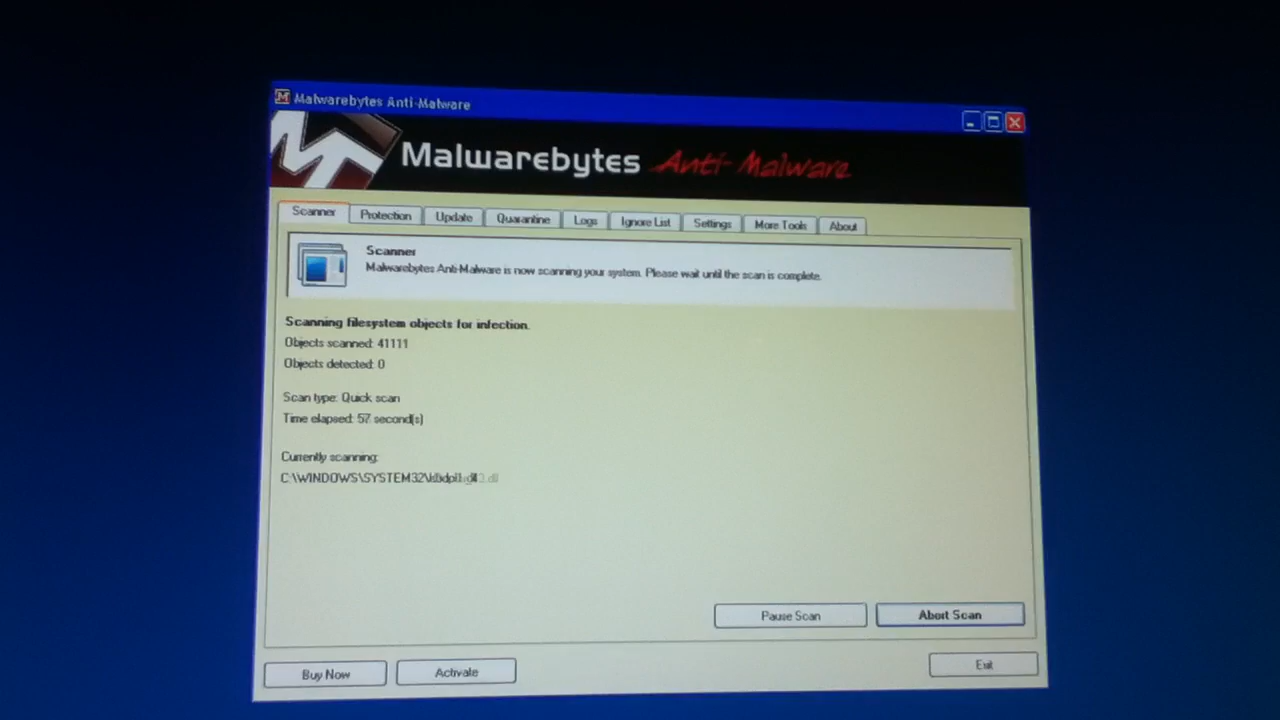 Malwarebytes Anti-Malware
Malwarebytes Anti-Malware
Scanner Protection Update Quarantine Logs Ignore List Settings More Tools About
Scanner
Malwarebytes Anti-Malware is now scanning your system. Please wait until the scan is complete.
Scanning filesystem objects for infection.
Objects scanned: 41111
Objects detected: 0
Scan type: Quick scan
Time elapsed: 57 second(s)
Currently scanning:
C:\WINDOWS\SYSTEM32\
Pause Scan Abort Scan
Buy Now Activate Exit